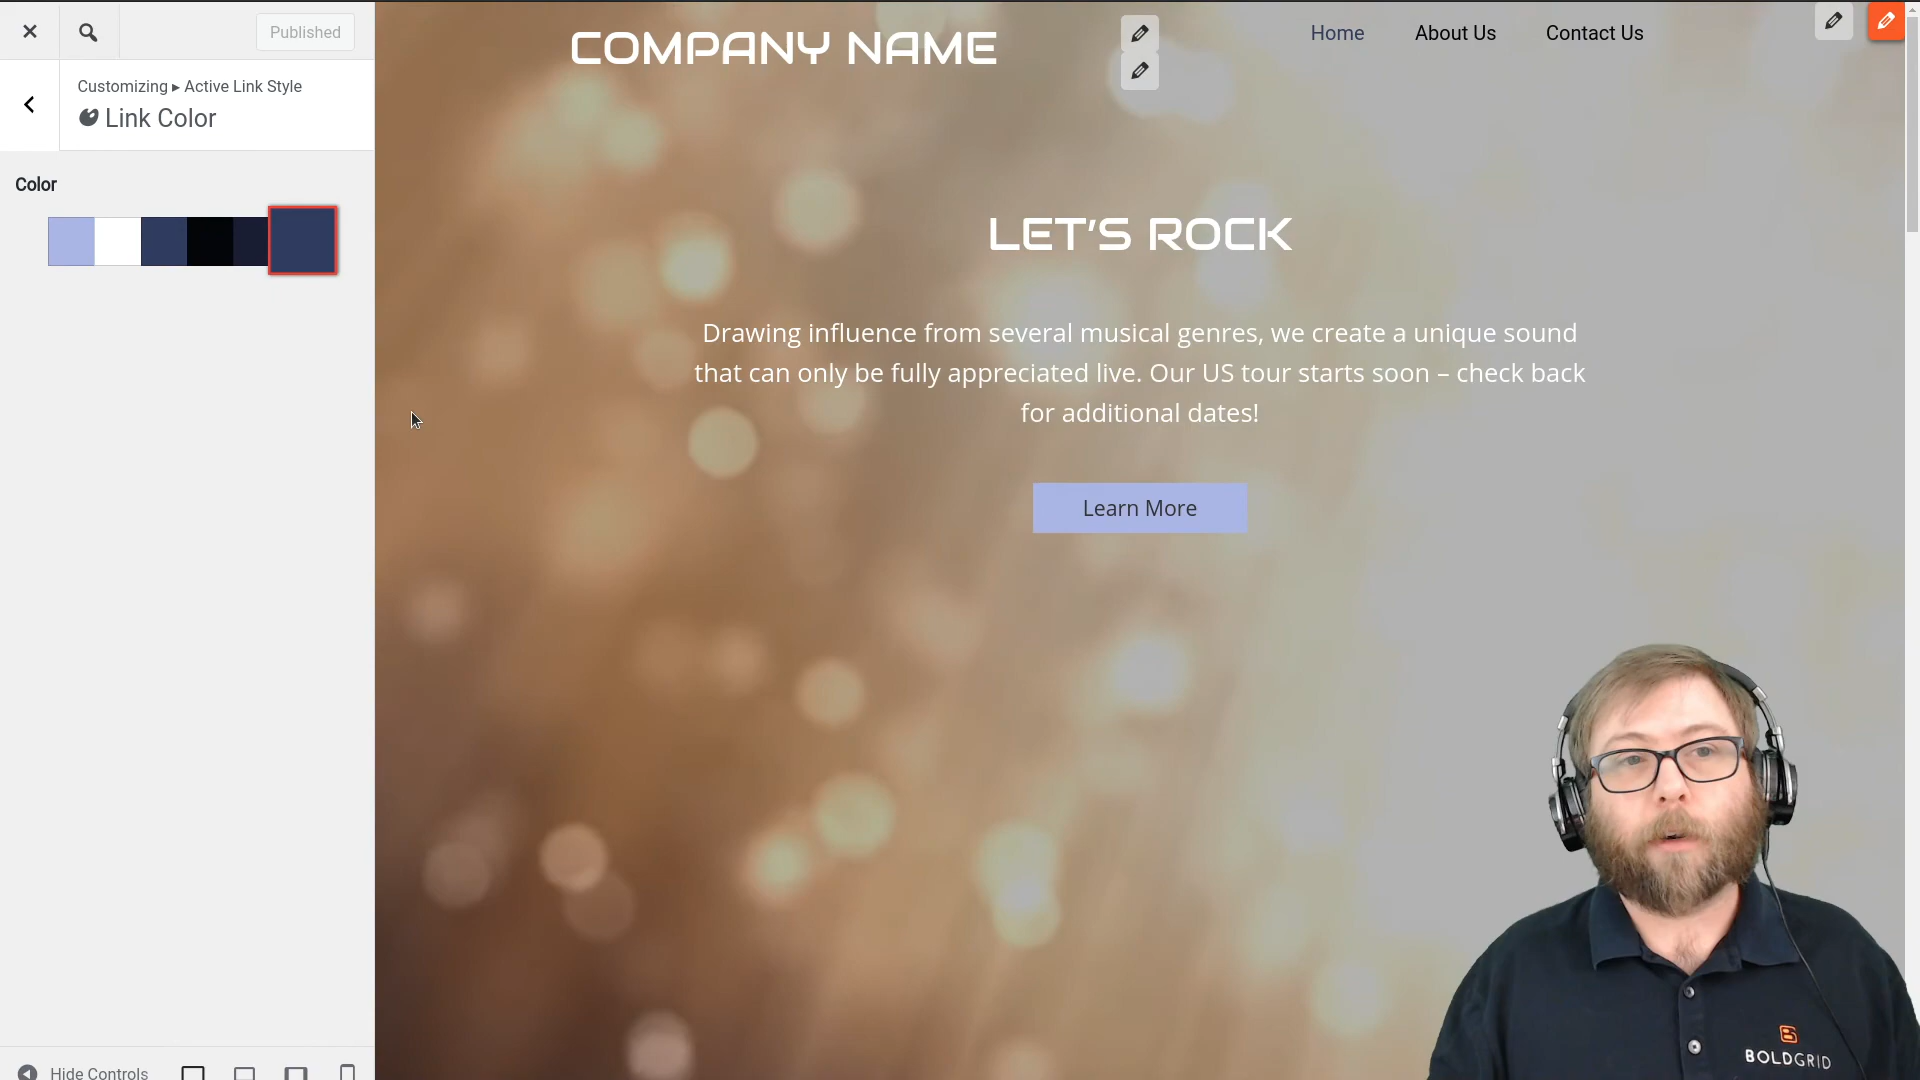 Published
Customizing ▸ Active Link Style
Link Color
Color
Hide Controls
COMPANY NAME
Home About Us Contact Us
LET'S ROCK
Drawing influence from several musical genres, we create a unique sound
that can only be fully appreciated live. Our US tour starts soon – check back
for additional dates!
Learn More
BOLDGRID